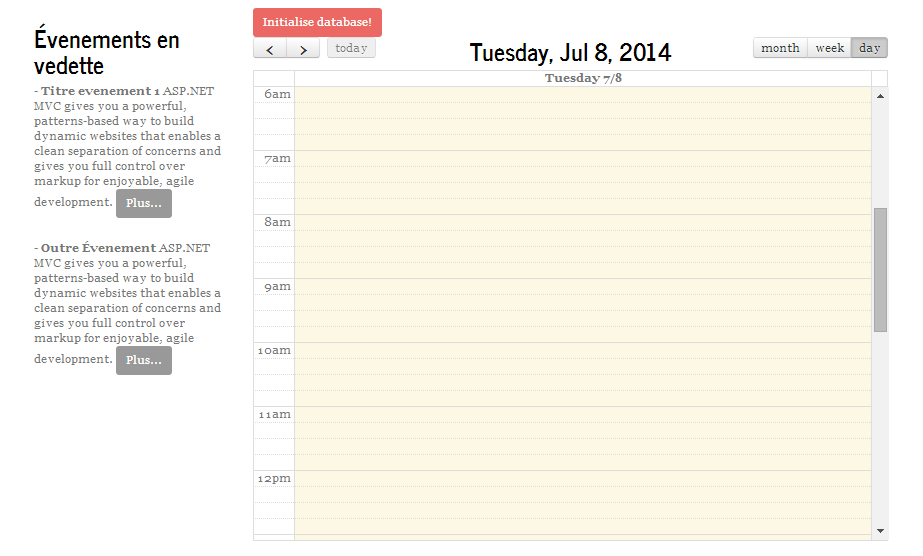 Évenements en
vedette
- Titre evenement 1 ASP.NET
MVC gives you a powerful,
patterns-based way to build
dynamic websites that enables a
clean separation of concerns and
gives you full control over
markup for enjoyable, agile
development. Plus...
- Outre Évenement ASP.NET
MVC gives you a powerful,
patterns-based way to build
dynamic websites that enables a
clean separation of concerns and
gives you full control over
markup for enjoyable, agile
development. Plus...
Initialise database!
today
Tuesday, Jul 8, 2014
month week day
Tuesday 7/8
6am
7am
8am
9am
10am
11am
12pm